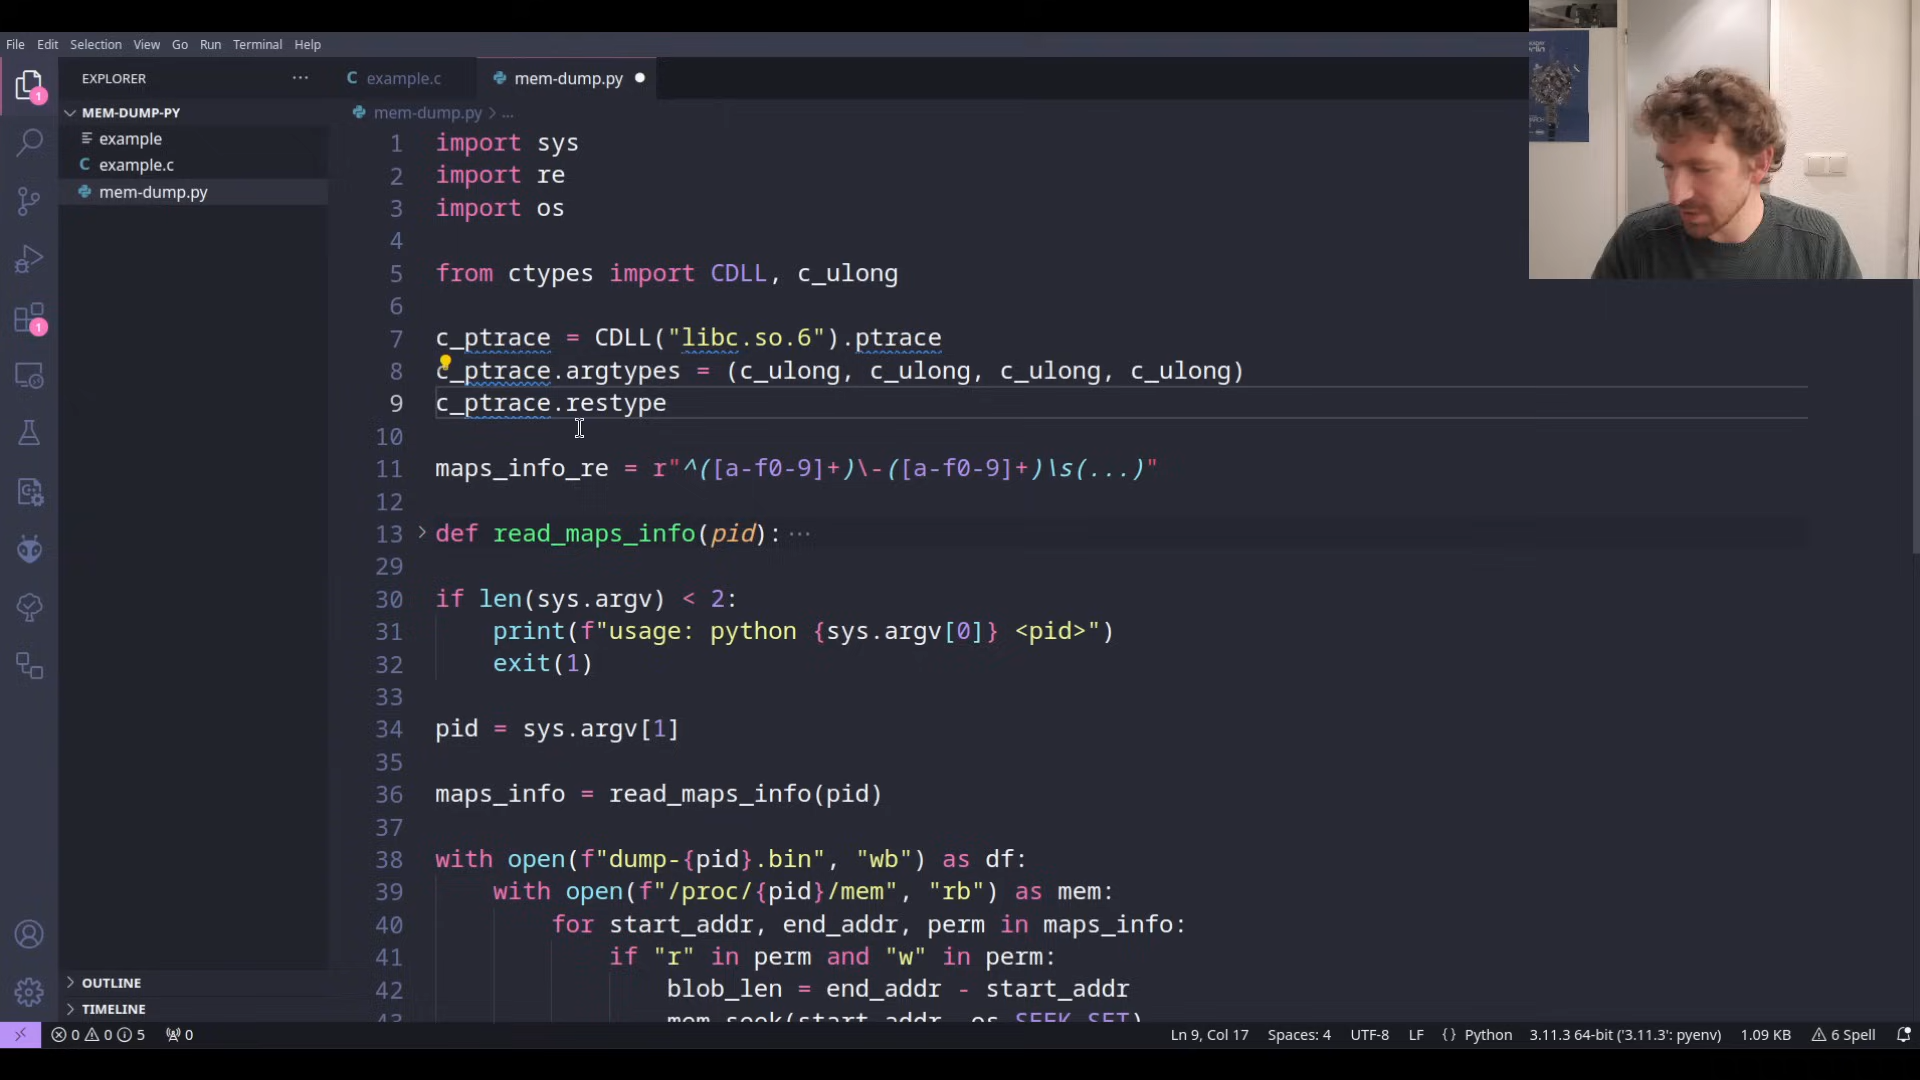 File Edit Selection View Go Run Terminal Help
EXPLORER ···
example.c
mem-dump.py
MEM-DUMP-PY
example
example.c
mem-dump.py
mem-dump.py > ...
1 import sys
2 import re
3 import os
4
5 from ctypes import CDLL, c_ulong
6
7 c_ptrace = CDLL("libc.so.6").ptrace
8 c_ptrace.argtypes = (c_ulong, c_ulong, c_ulong, c_ulong)
9 c_ptrace.restype
10
11 maps_info_re = r"^([a-f0-9]+)\-([a-f0-9]+)\s(...)"
12
13 def read_maps_info(pid): ···
29
30 if len(sys.argv) < 2:
31 print(f"usage: python {sys.argv[0]} <pid>")
32 exit(1)
33
34 pid = sys.argv[1]
35
36 maps_info = read_maps_info(pid)
37
38 with open(f"dump-{pid}.bin", "wb") as df:
39 with open(f"/proc/{pid}/mem", "rb") as mem:
40 for start_addr, end_addr, perm in maps_info:
41 if "r" in perm and "w" in perm:
42 blob_len = end_addr - start_addr
43 mem.seek(start_addr, os.SEEK_SET)
OUTLINE
TIMELINE
0 0 5 0 Ln 9, Col 17 Spaces: 4 UTF-8 LF {} Python 3.11.3 64-bit ('3.11.3': pyenv) 1.09 KB 6 Spell